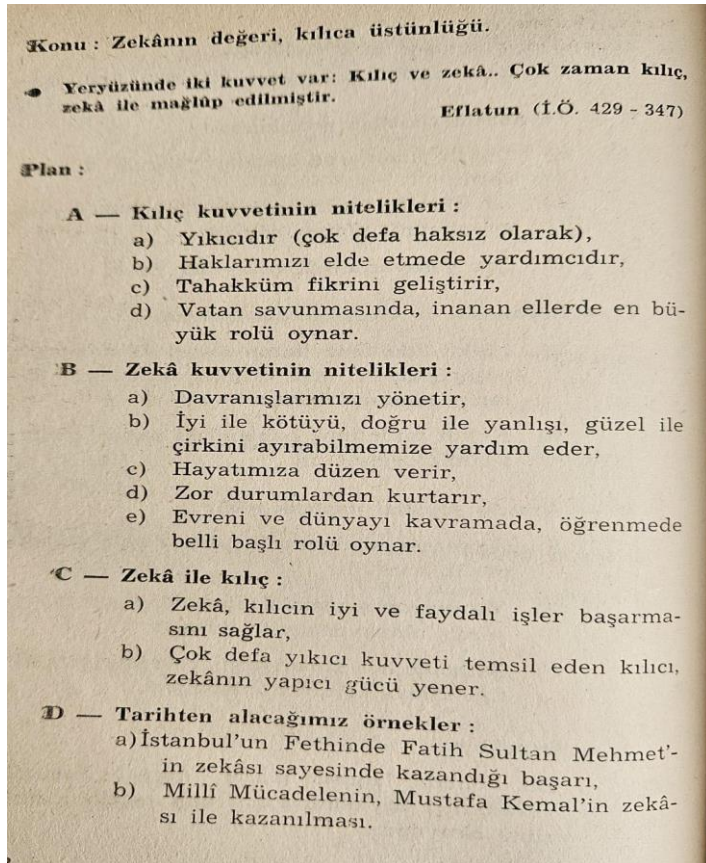 Konu : Zekânın değeri, kılıca üstünlüğü.
Yeryüzünde iki kuvvet var: Kılıç ve zekâ.. Çok zaman kılıç,
zekâ ile mağlûp edilmiştir.
Eflatun (İ.Ö. 429 - 347)
Plan :
A — Kılıç kuvvetinin nitelikleri :
a) Yıkıcıdır (çok defa haksız olarak),
b) Haklarımızı elde etmede yardımcıdır,
c) Tahakküm fikrini geliştirir,
d) Vatan savunmasında, inanan ellerde en bü-
yük rolü oynar.
B — Zekâ kuvvetinin nitelikleri :
a) Davranışlarımızı yönetir,
b) İyi ile kötüyü, doğru ile yanlışı, güzel ile
çirkini ayırabilmemize yardım eder,
c) Hayatımıza düzen verir,
d) Zor durumlardan kurtarır,
e) Evreni ve dünyayı kavramada, öğrenmede
belli başlı rolü oynar.
C — Zekâ ile kılıç :
a) Zekâ, kılıcın iyi ve faydalı işler başarma-
sını sağlar,
b) Çok defa yıkıcı kuvveti temsil eden kılıcı,
zekânın yapıcı gücü yener.
D — Tarihten alacağımız örnekler :
a)İstanbul'un Fethinde Fatih Sultan Mehmet'-
in zekâsı sayesinde kazandığı başarı,
b) Millî Mücadelenin, Mustafa Kemal'in zekâ-
sı ile kazanılması.